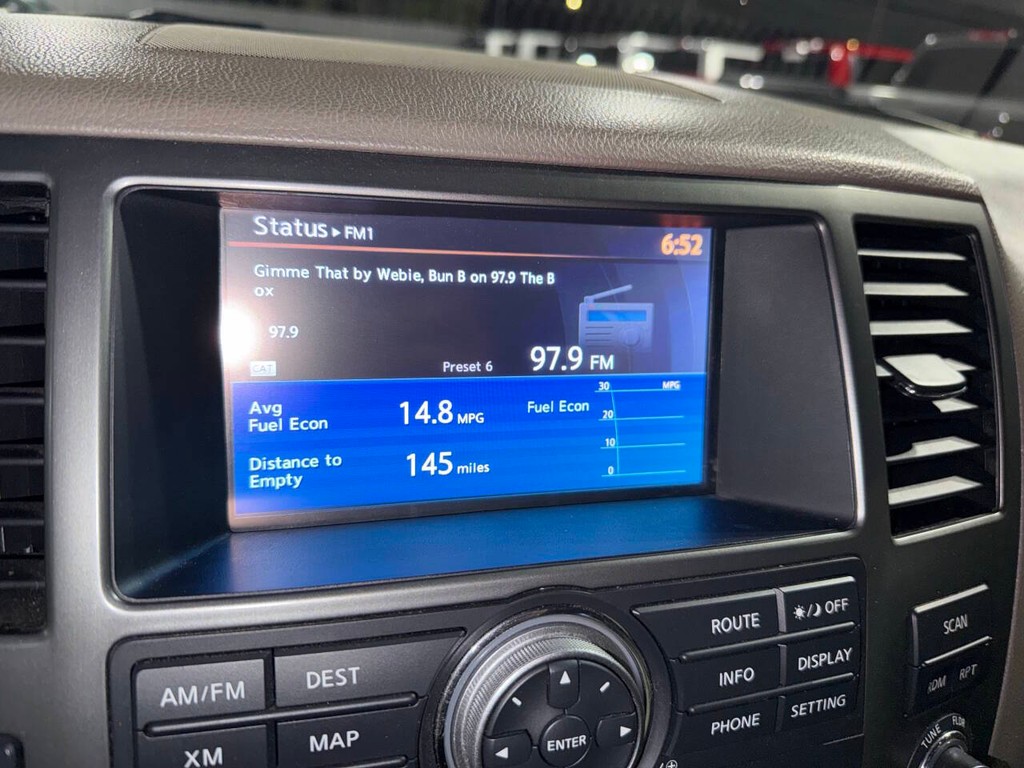 Status ▸ FM1
6:52
Gimme That by Webie, Bun B on 97.9 The B
ox
97.9
CAT
Preset 6
97.9 FM
Avg
Fuel Econ
14.8 MPG
Distance to
Empty
145 miles
Fuel Econ
MPG
30
20
10
0
AM/FM
DEST
XM
MAP
ENTER
ROUTE
OFF
INFO
DISPLAY
PHONE
SETTING
SCAN
RDM RPT
TUNE FLDR